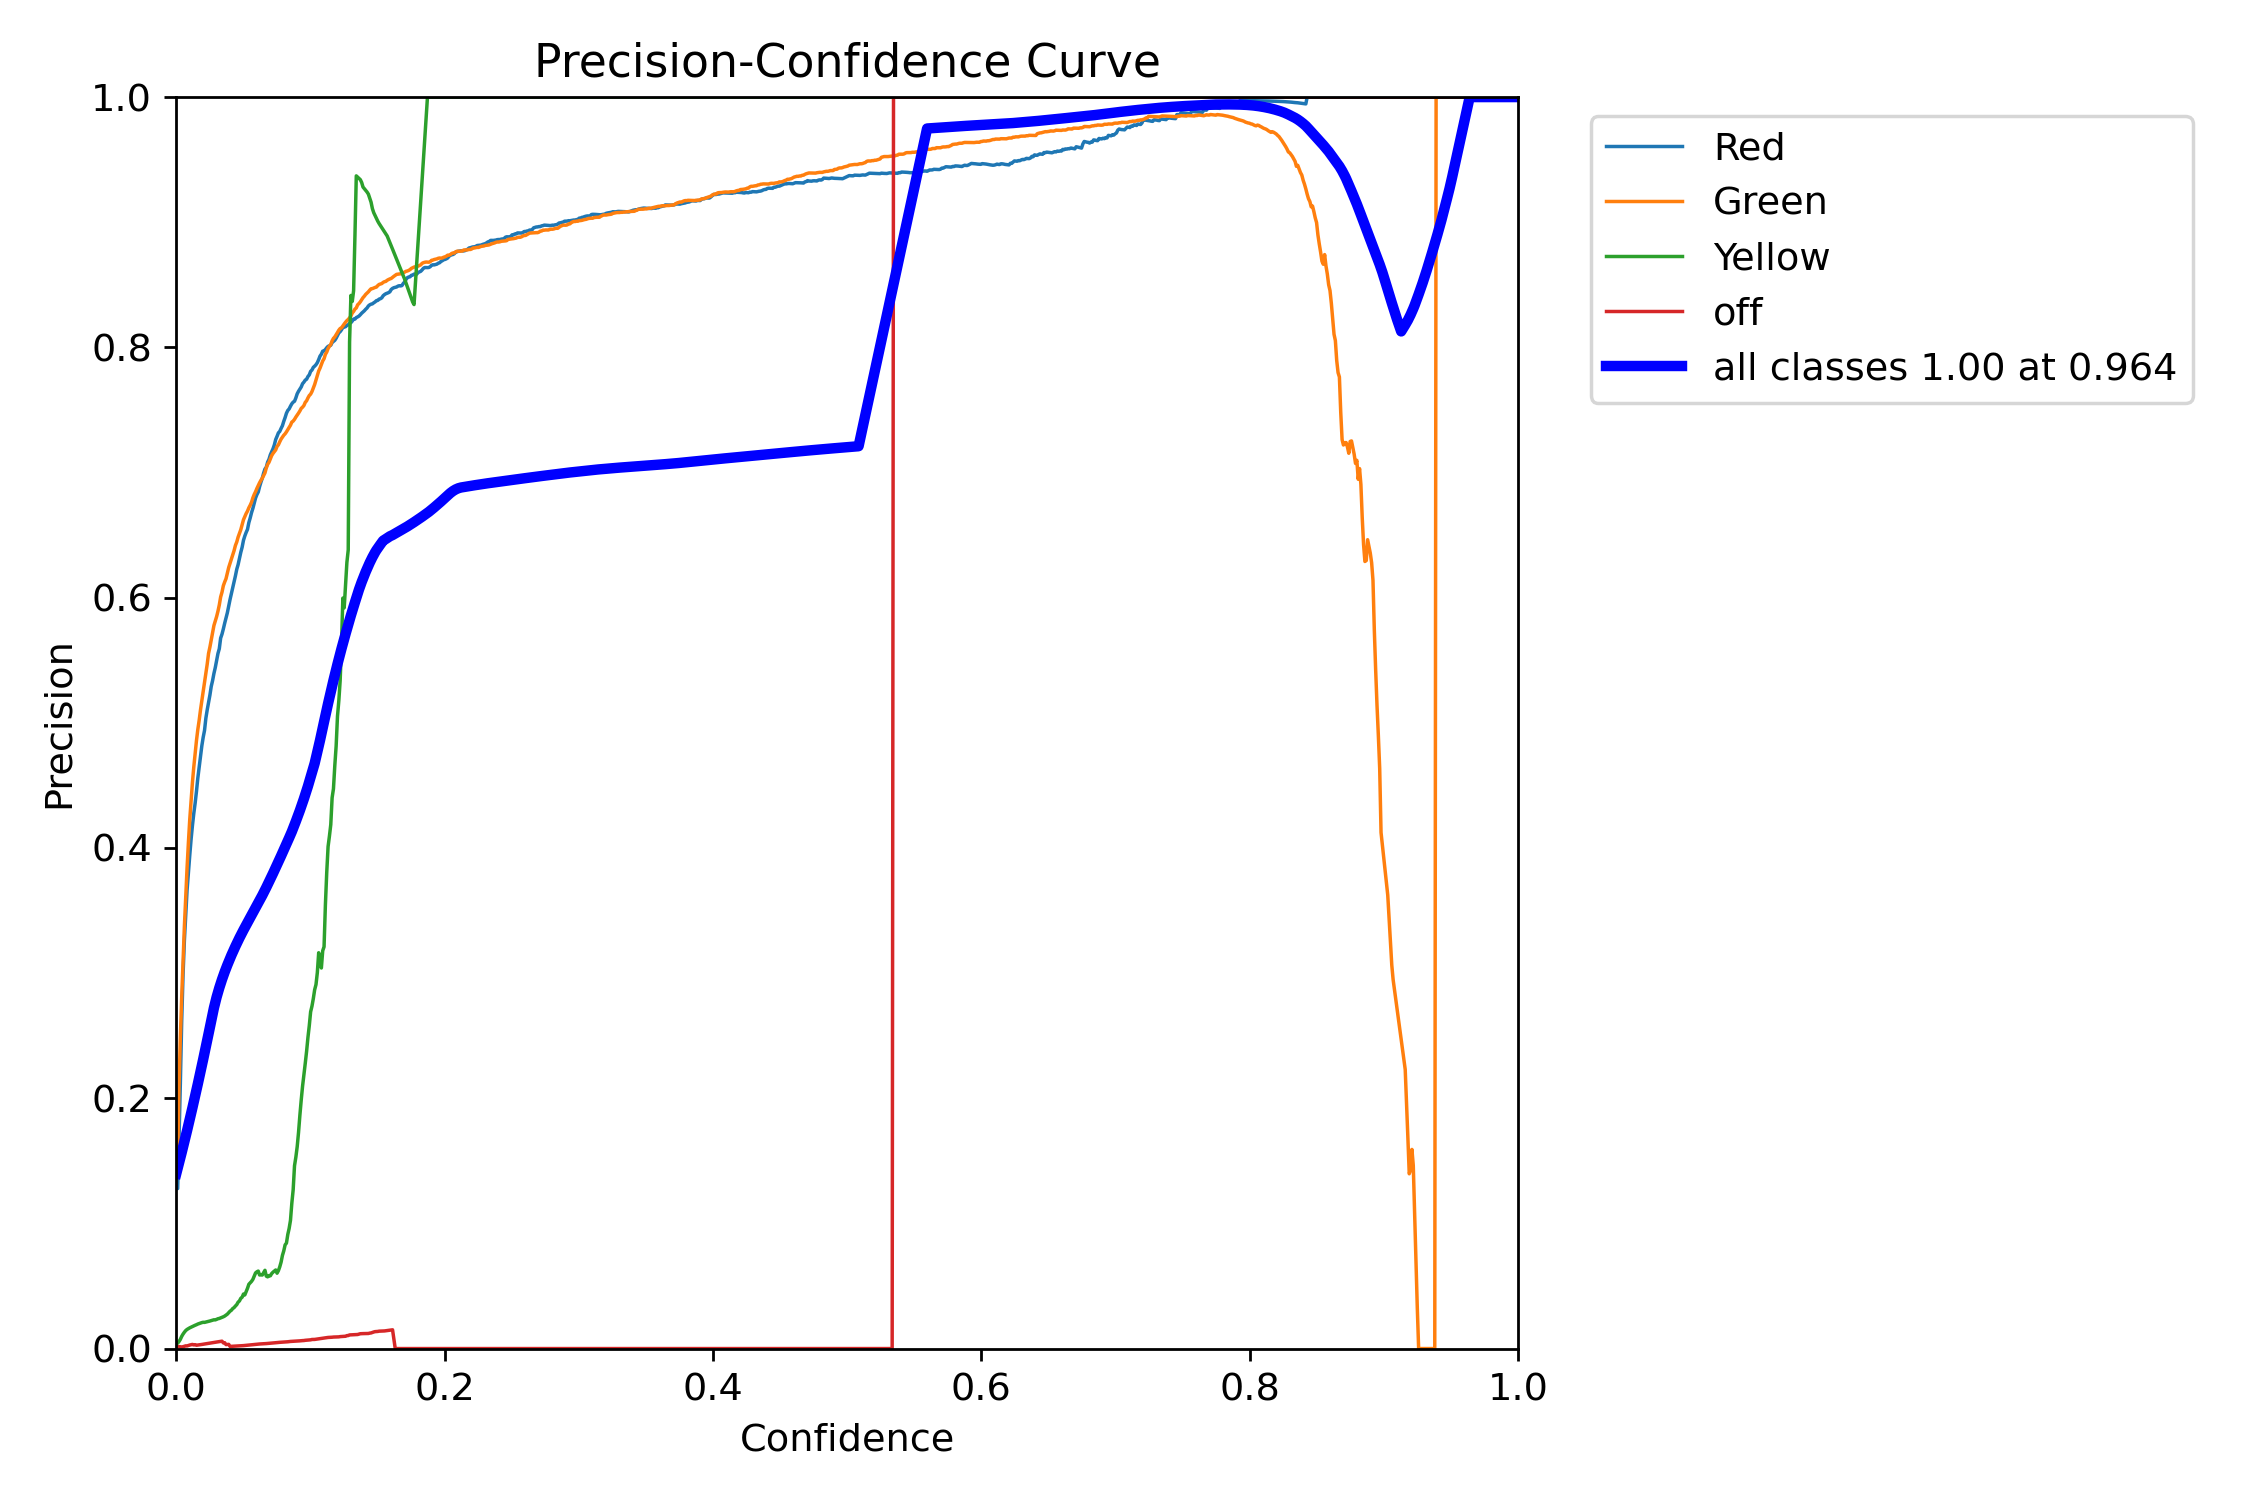 Precision-Confidence Curve
1.0
0.8
0.6
0.4
0.2
0.0
Precision
0.0 0.2 0.4 0.6 0.8 1.0
Confidence
Red
Green
Yellow
off
all classes 1.00 at 0.964